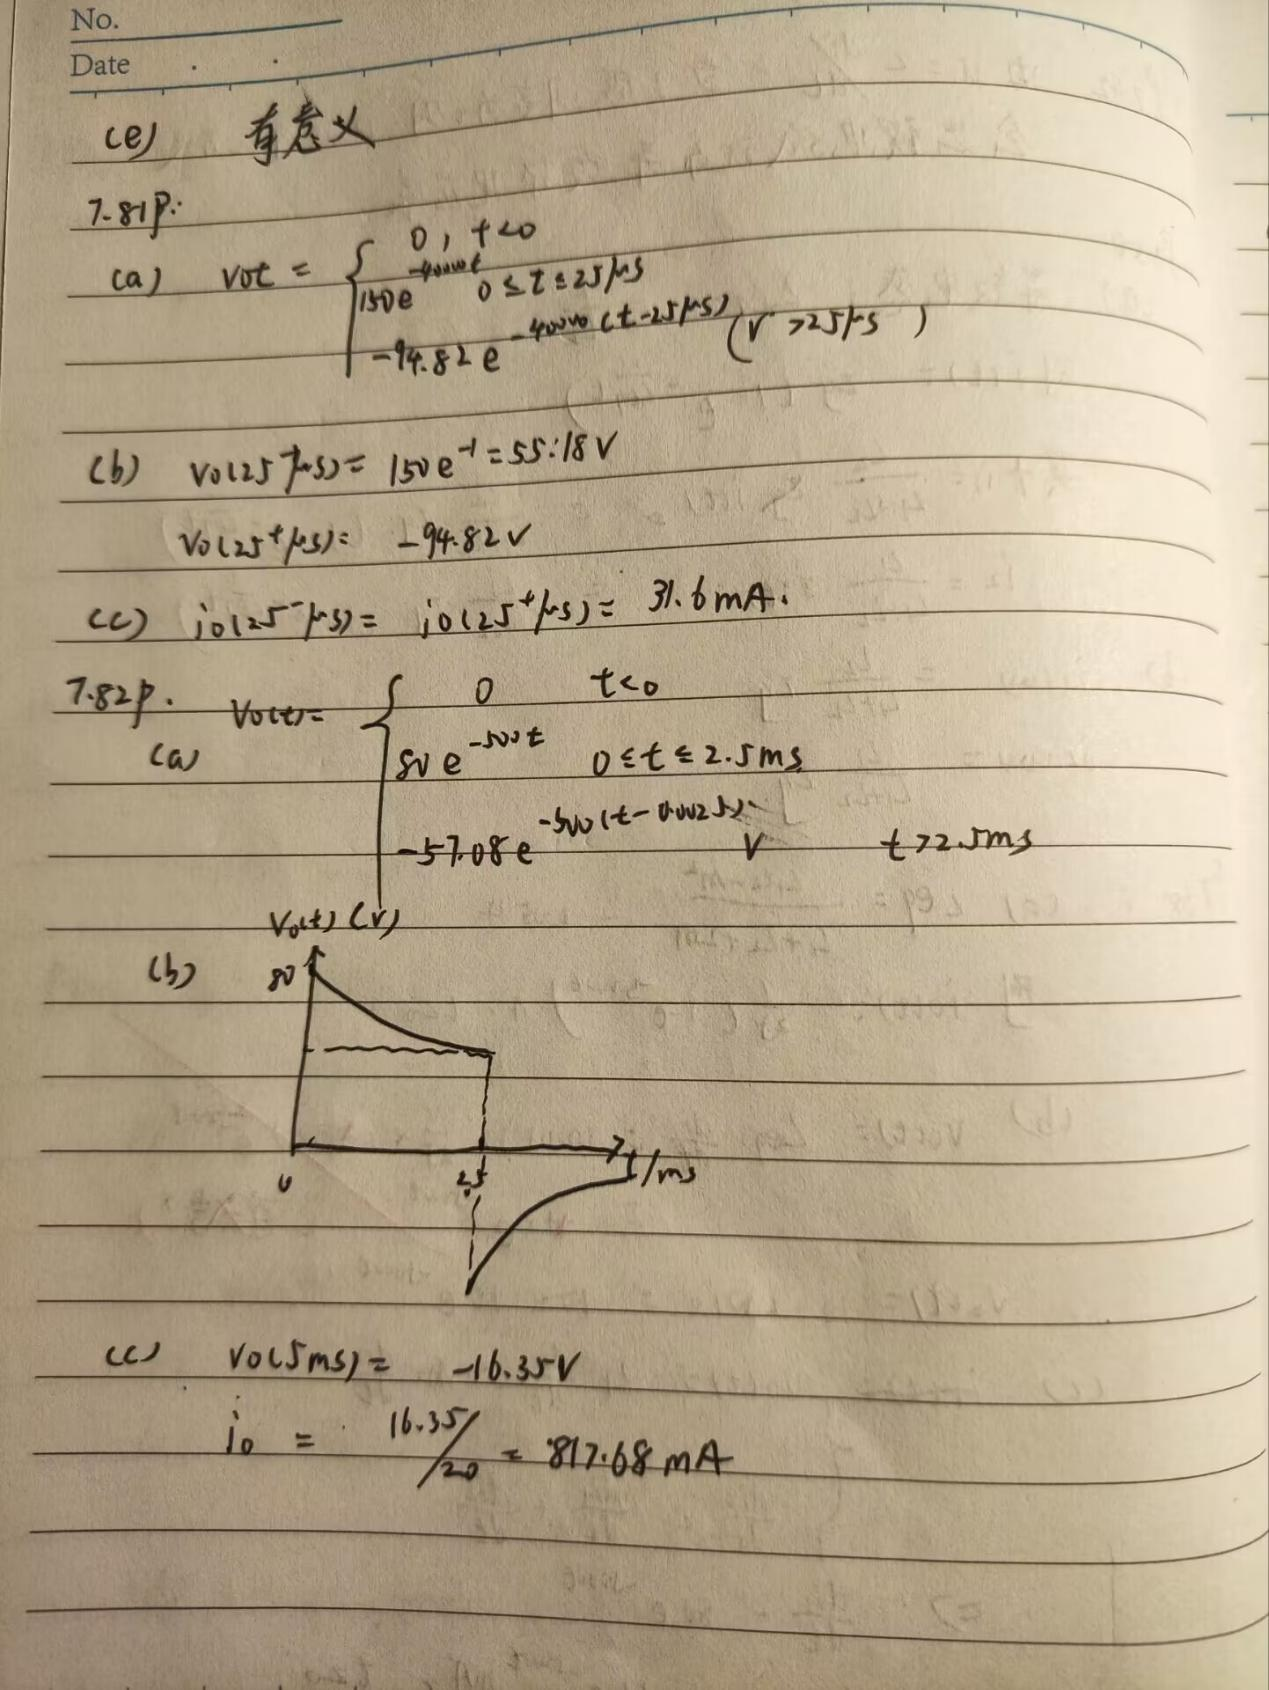 No.
Date
(e) 有意义
7.81p:
(a) vot = { 0, t<0
150e^-40000t 0≤t≤25μs
-94.82e^-40000(t-25μs) (V >25μs )
(b) Vo(25⁻μs)= 150e⁻¹=55.18V
Vo(25⁺μs)= -94.82V
(c) io(25⁻μs)= io(25⁺μs)= 31.6mA.
7.82p. Vo(t)= { 0 t<0
(a) 80e^-500t 0≤t≤2.5ms
-57.08e^-500(t-0.0025) V t>2.5ms
Vo(t)(V)
(b) 80
0 2.5 t/ms
(c) Vo(5ms)= -16.35V
io = 16.35/20 = 817.68mA